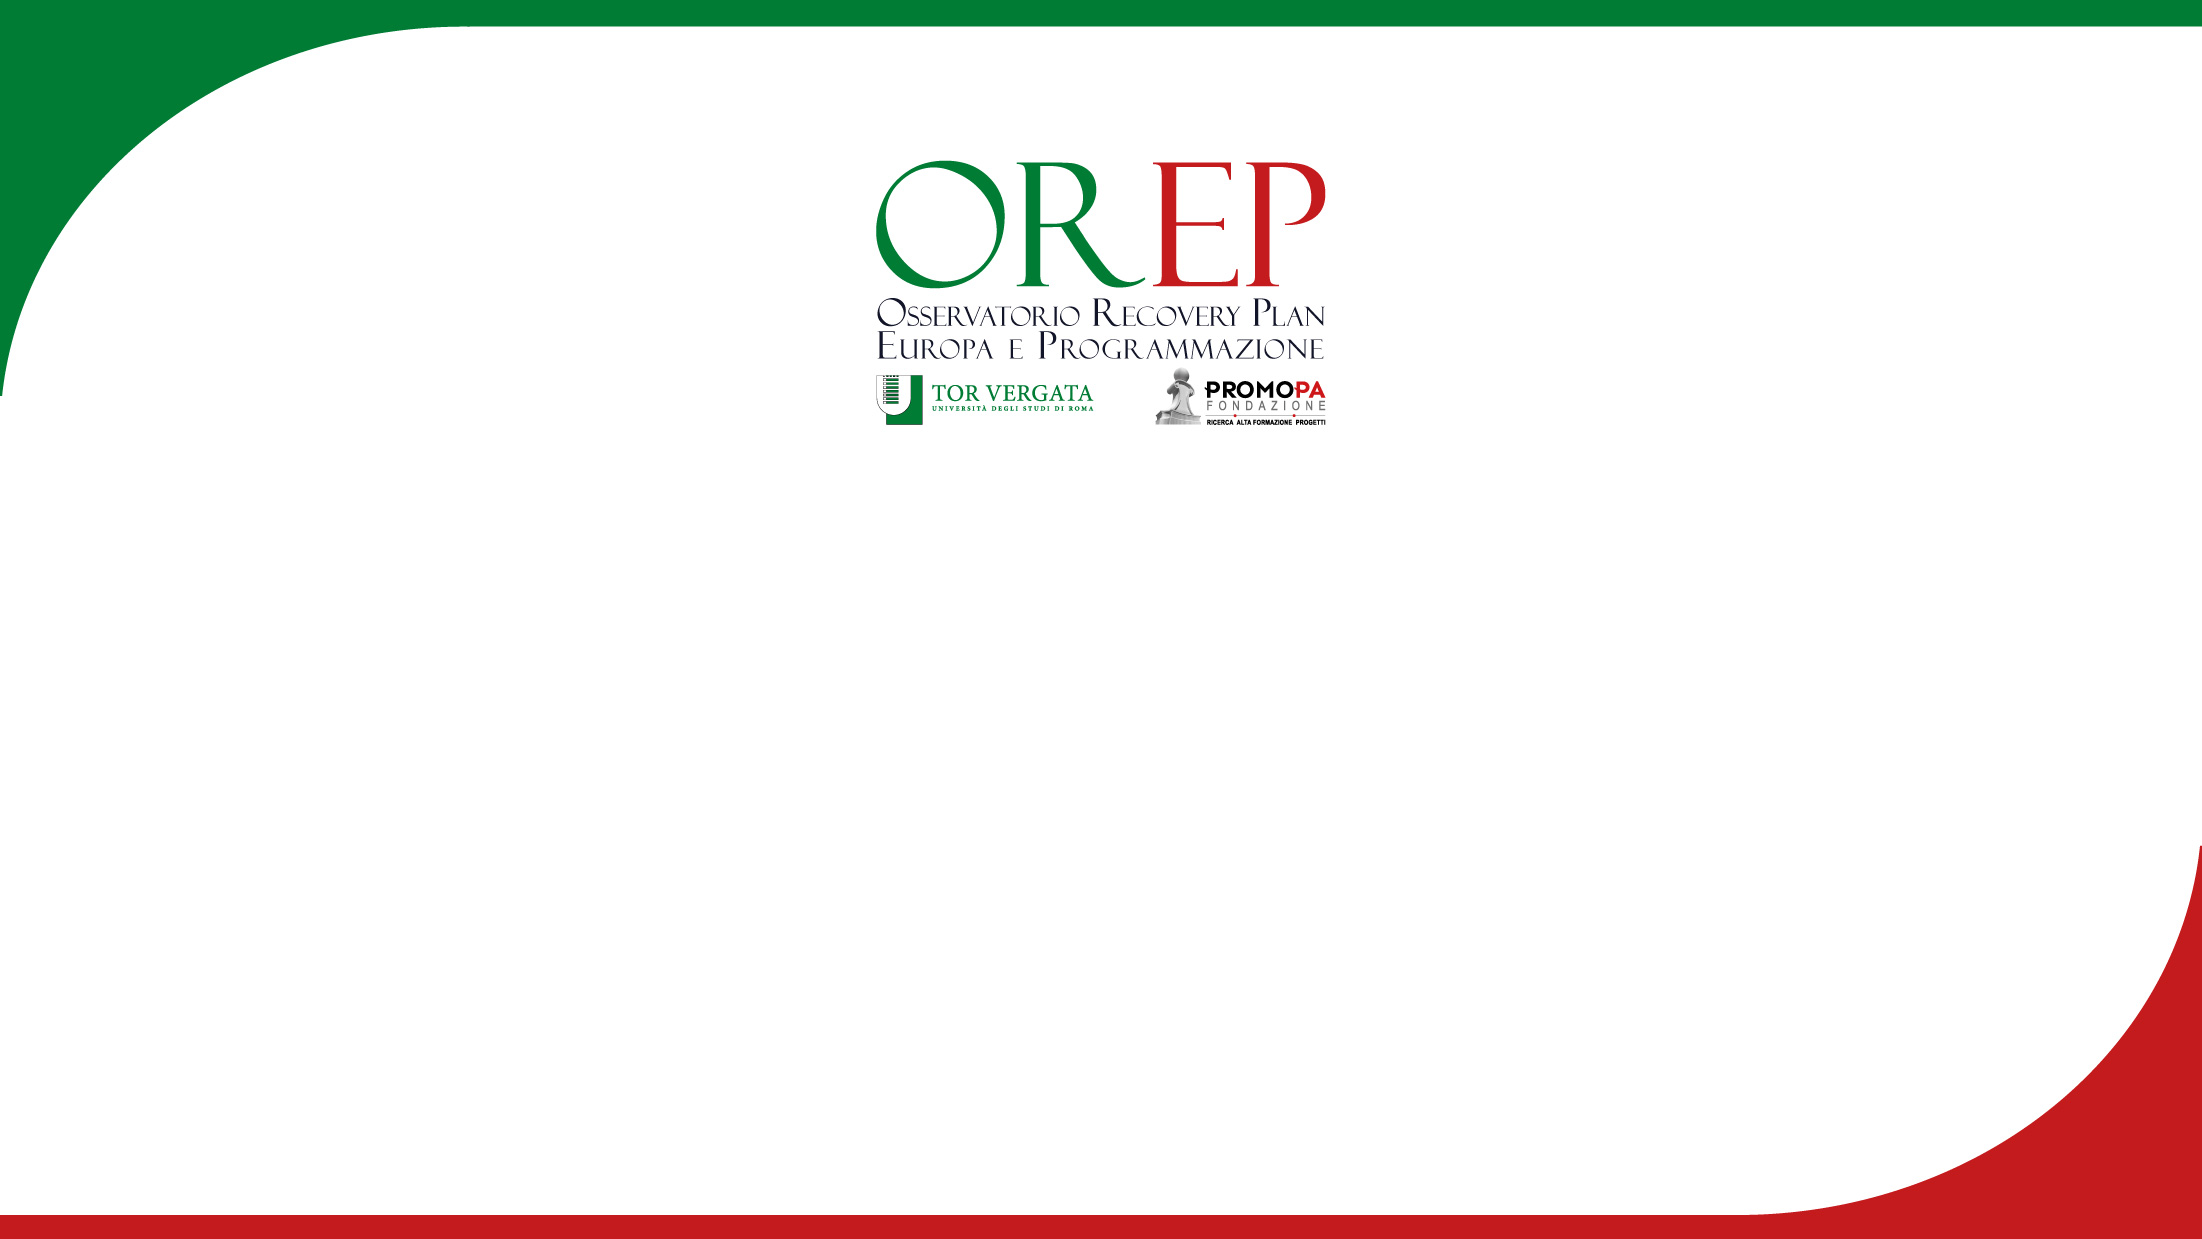 OREP
OSSERVATORIO RECOVERY PLAN
EUROPA E PROGRAMMAZIONE
TOR VERGATA
UNIVERSITÀ DEGLI STUDI DI ROMA
PROMOPA
FONDAZIONE
RICERCA ALTA FORMAZIONE PROGETTI